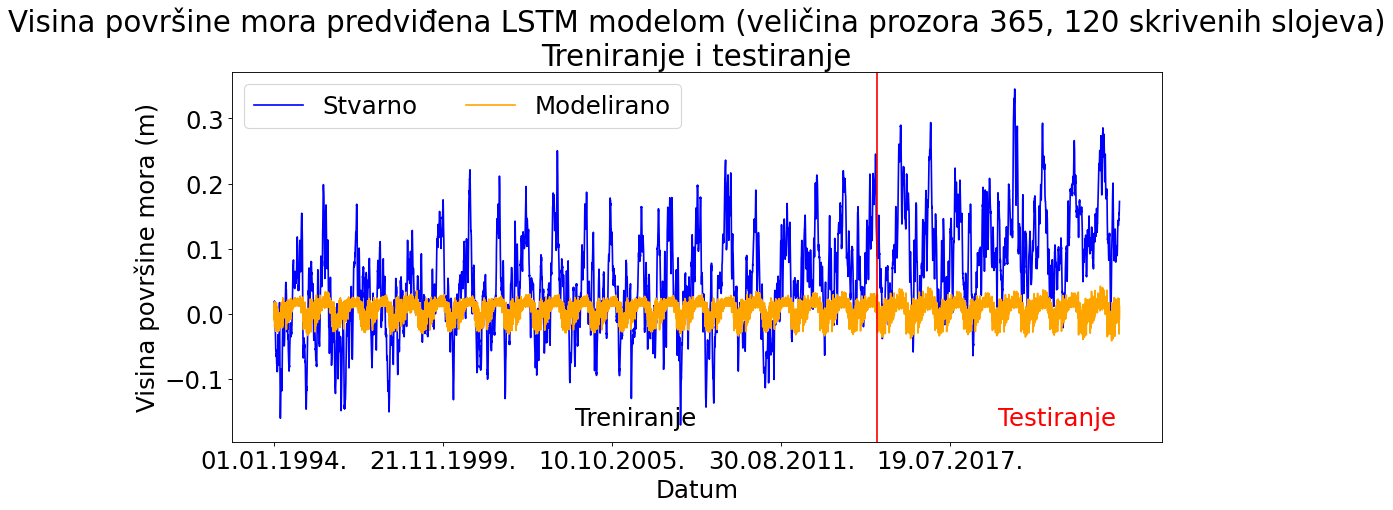 Visina površine mora predviđena LSTM modelom (veličina prozora 365, 120 skrivenih slojeva)
Treniranje i testiranje
Stvarno
Modelirano
Visina površine mora (m)
0.3
0.2
0.1
0.0
−0.1
Treniranje
Testiranje
01.01.1994.
21.11.1999.
10.10.2005.
30.08.2011.
19.07.2017.
Datum